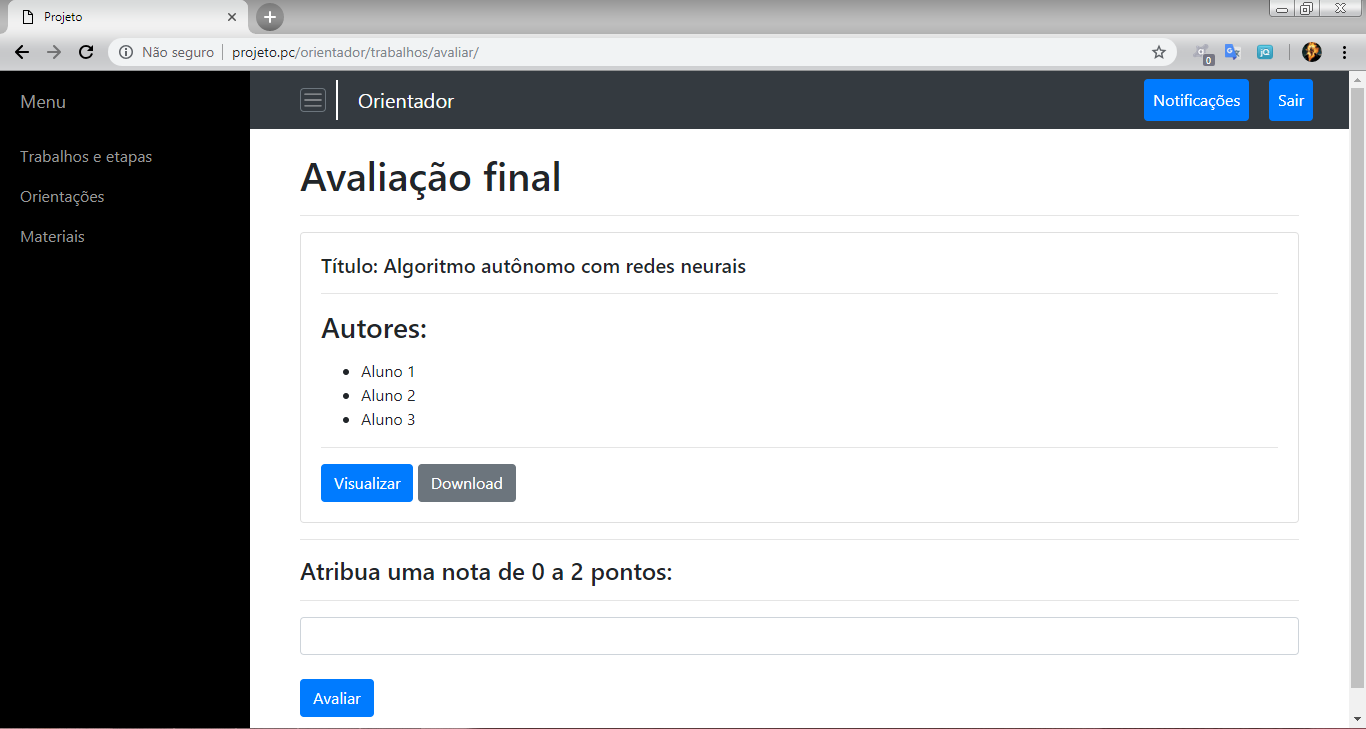 Projeto
Não seguro
projeto.pc/orientador/trabalhos/avaliar/
0
jQ
Menu
Trabalhos e etapas
Orientações
Materiais
Orientador
Notificações
Sair
Avaliação final
Título: Algoritmo autônomo com redes neurais
Autores:
Aluno 1
Aluno 2
Aluno 3
Visualizar
Download
Atribua uma nota de 0 a 2 pontos:
Avaliar